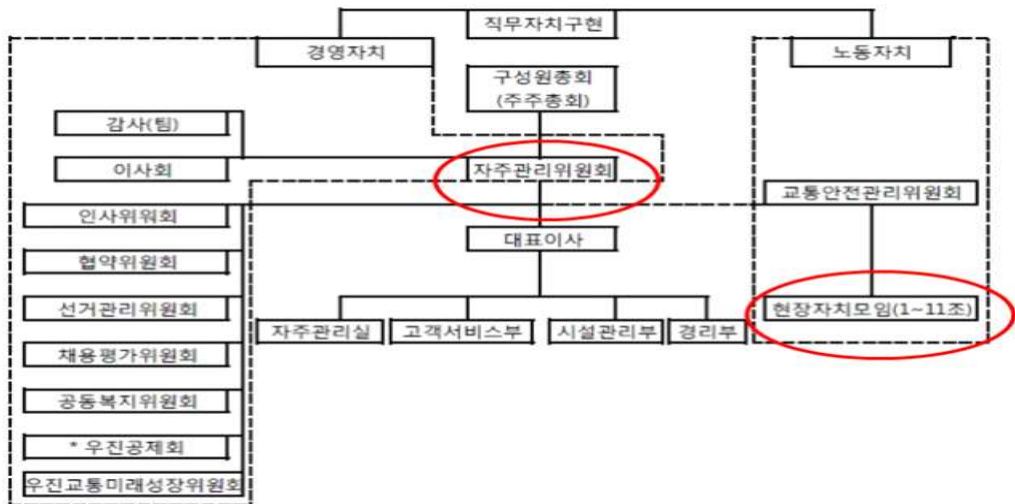 직무자치구현
경영자치
노동자치
구성원총회
(주주총회)
감사(팀)
이사회
자주관리위원회
교통안전관리위원회
인사위워회
대표이사
협약위원회
선거관리위원회
현장자치모임(1~11조)
자주관리실
고객서비스부
시설관리부
경리부
채용평가위원회
공동복지위원회
* 우진공제회
우진교통미래성장위원회